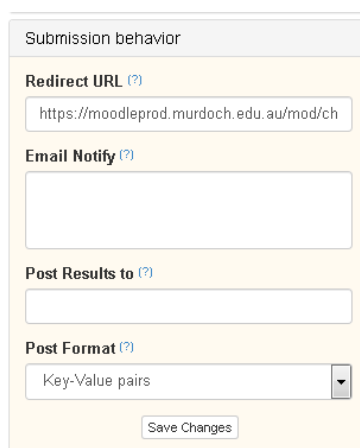 Submission behavior
Redirect URL (?)
https://moodleprod.murdoch.edu.au/mod/ch
Email Notify (?)
Post Results to (?)
Post Format (?)
Key-Value pairs
Save Changes